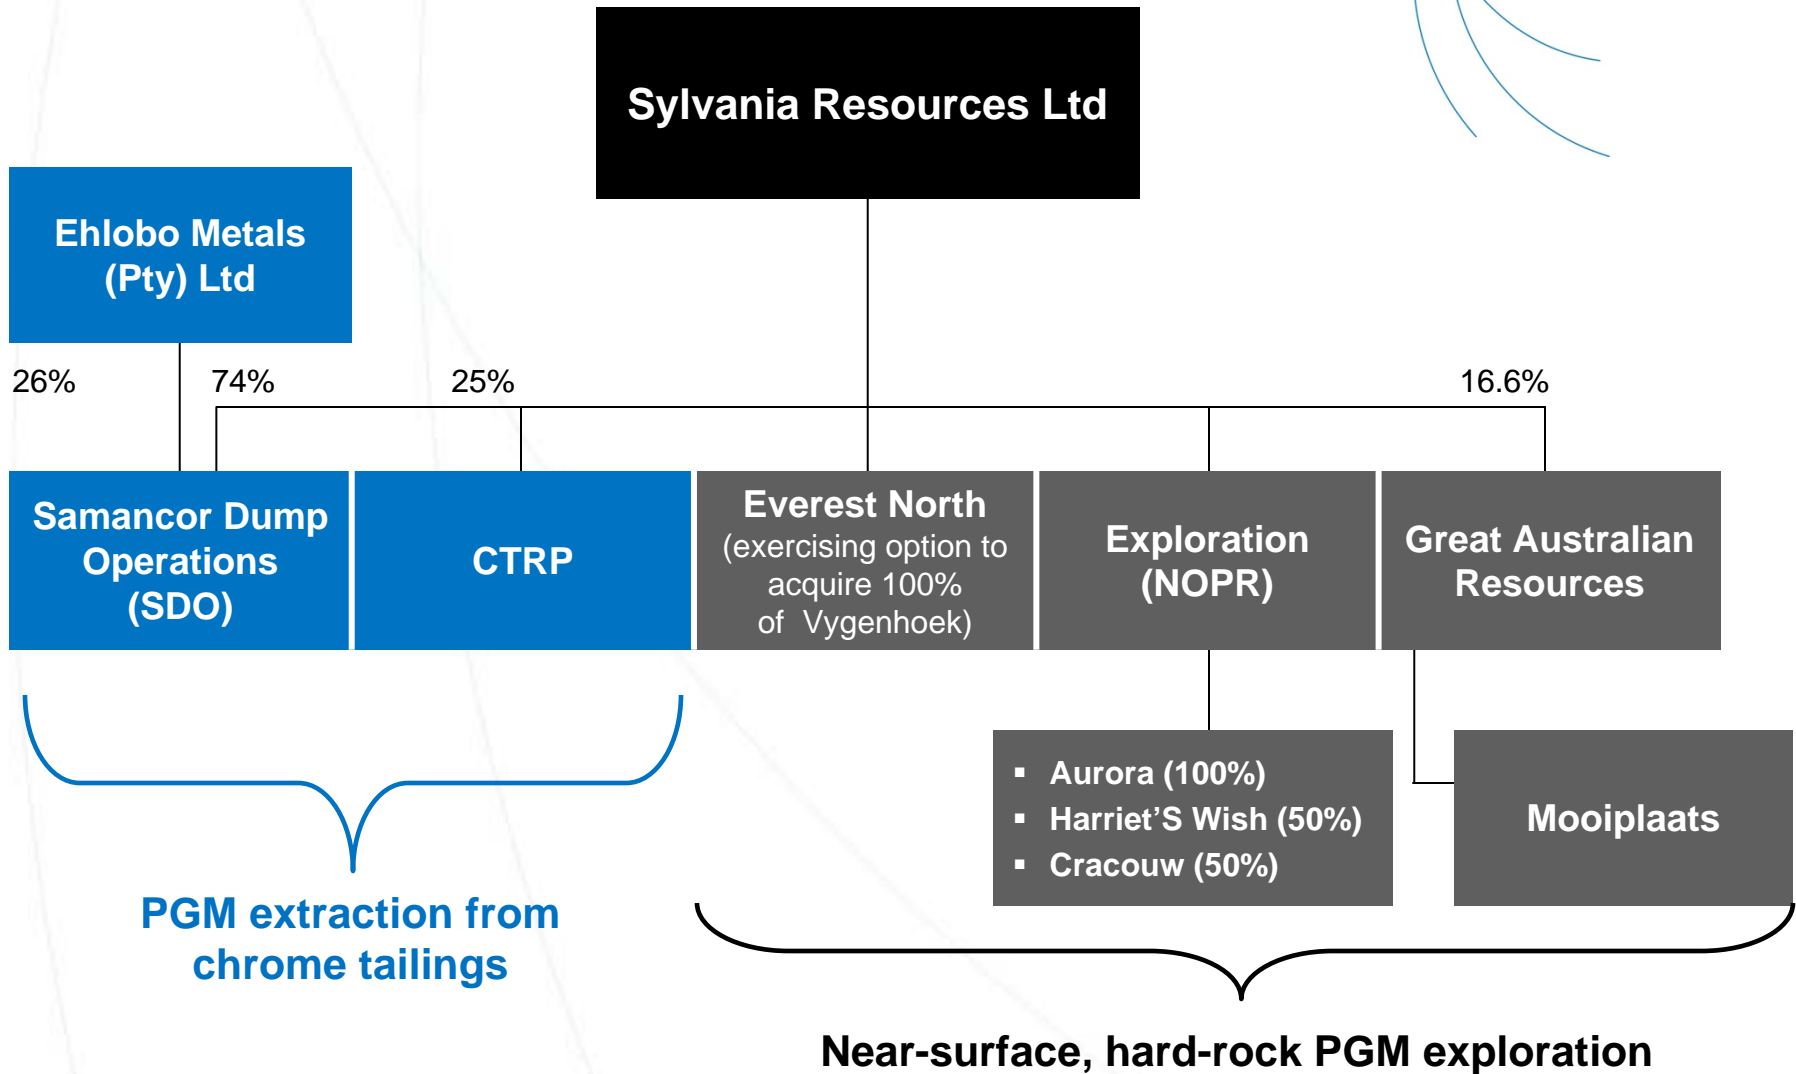 Sylvania Resources Ltd
Ehlobo Metals
(Pty) Ltd
26%
74%
25%
16.6%
Samancor Dump
Operations
(SDO)
CTRP
Everest North
(exercising option to
acquire 100%
of Vygenhoek)
Exploration
(NOPR)
Great Australian
Resources
▪ Aurora (100%)
▪ Harriet’S Wish (50%)
▪ Cracouw (50%)
Mooiplaats
PGM extraction from
chrome tailings
Near-surface, hard-rock PGM exploration